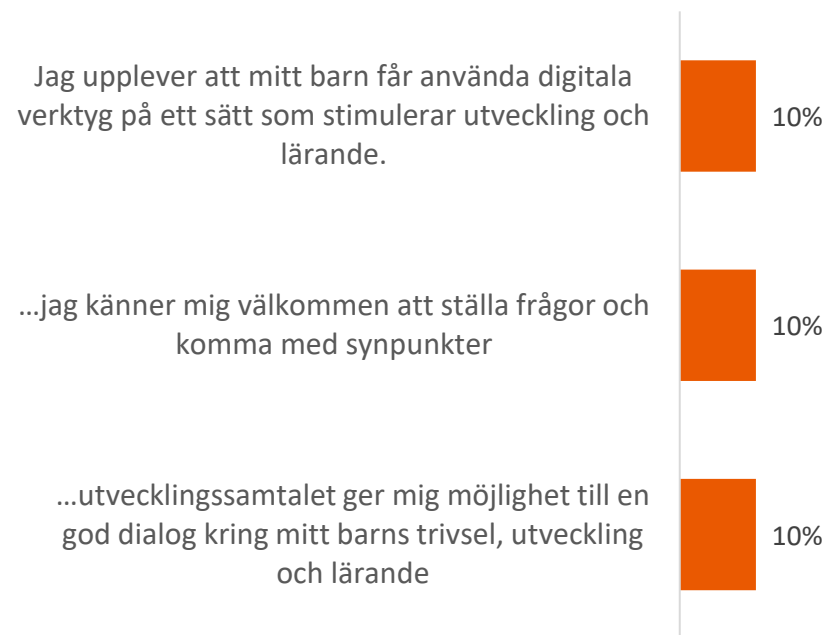 Jag upplever att mitt barn får använda digitala
verktyg på ett sätt som stimulerar utveckling och
lärande.
10%
…jag känner mig välkommen att ställa frågor och
komma med synpunkter
10%
…utvecklingssamtalet ger mig möjlighet till en
god dialog kring mitt barns trivsel, utveckling
och lärande
10%